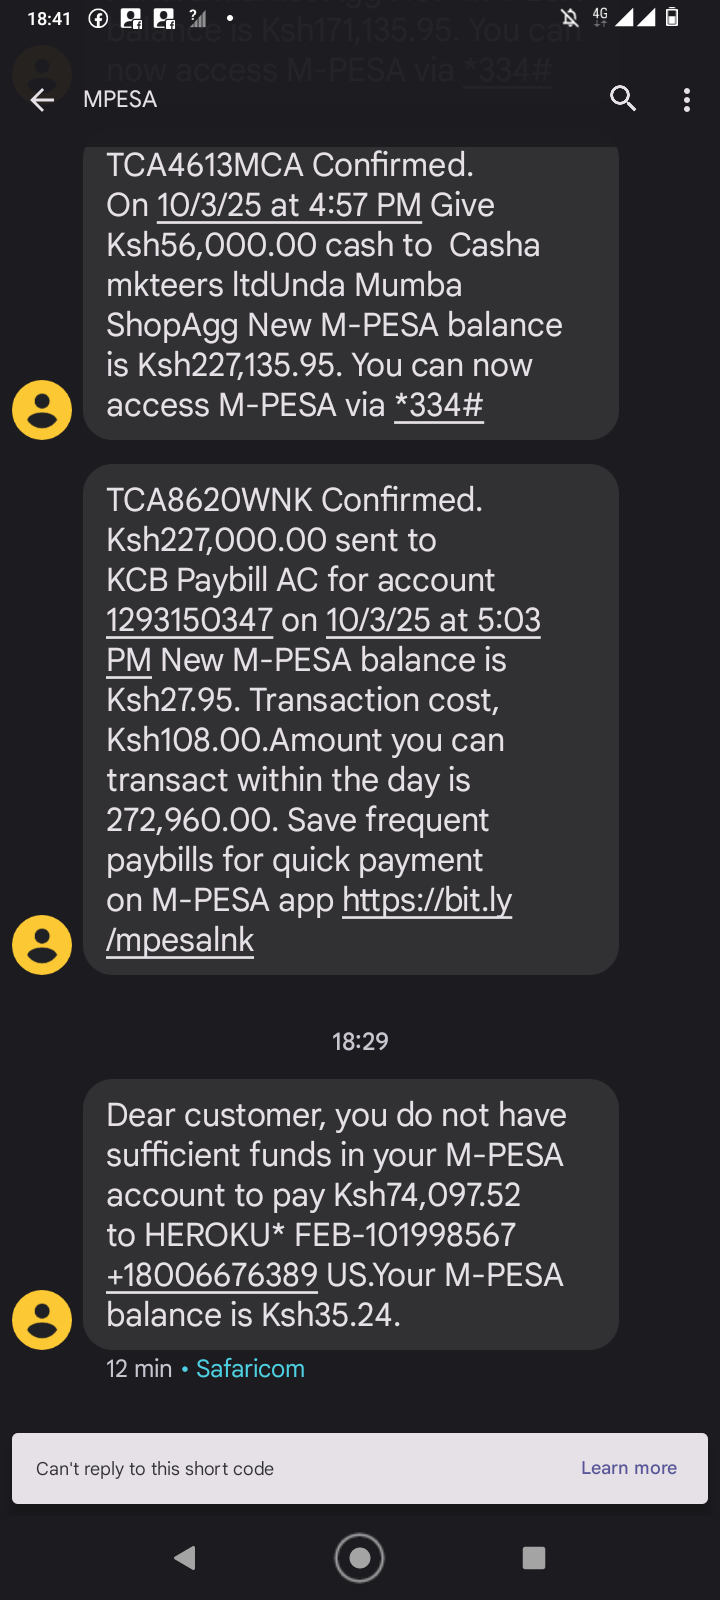 18:41
4G
balance is Ksh171,135.95. You can
now access M-PESA via *334#
MPESA
TCA4613MCA Confirmed.
On 10/3/25 at 4:57 PM Give
Ksh56,000.00 cash to  Casha
mkteers ltdUnda Mumba
ShopAgg New M-PESA balance
is Ksh227,135.95. You can now
access M-PESA via *334#
TCA8620WNK Confirmed.
Ksh227,000.00 sent to
KCB Paybill AC for account
1293150347 on 10/3/25 at 5:03
PM New M-PESA balance is
Ksh27.95. Transaction cost,
Ksh108.00.Amount you can
transact within the day is
272,960.00. Save frequent
paybills for quick payment
on M-PESA app https://bit.ly
/mpesalnk
18:29
Dear customer, you do not have
sufficient funds in your M-PESA
account to pay Ksh74,097.52
to HEROKU* FEB-101998567
+18006676389 US.Your M-PESA
balance is Ksh35.24.
12 min • Safaricom
Can't reply to this short code
Learn more